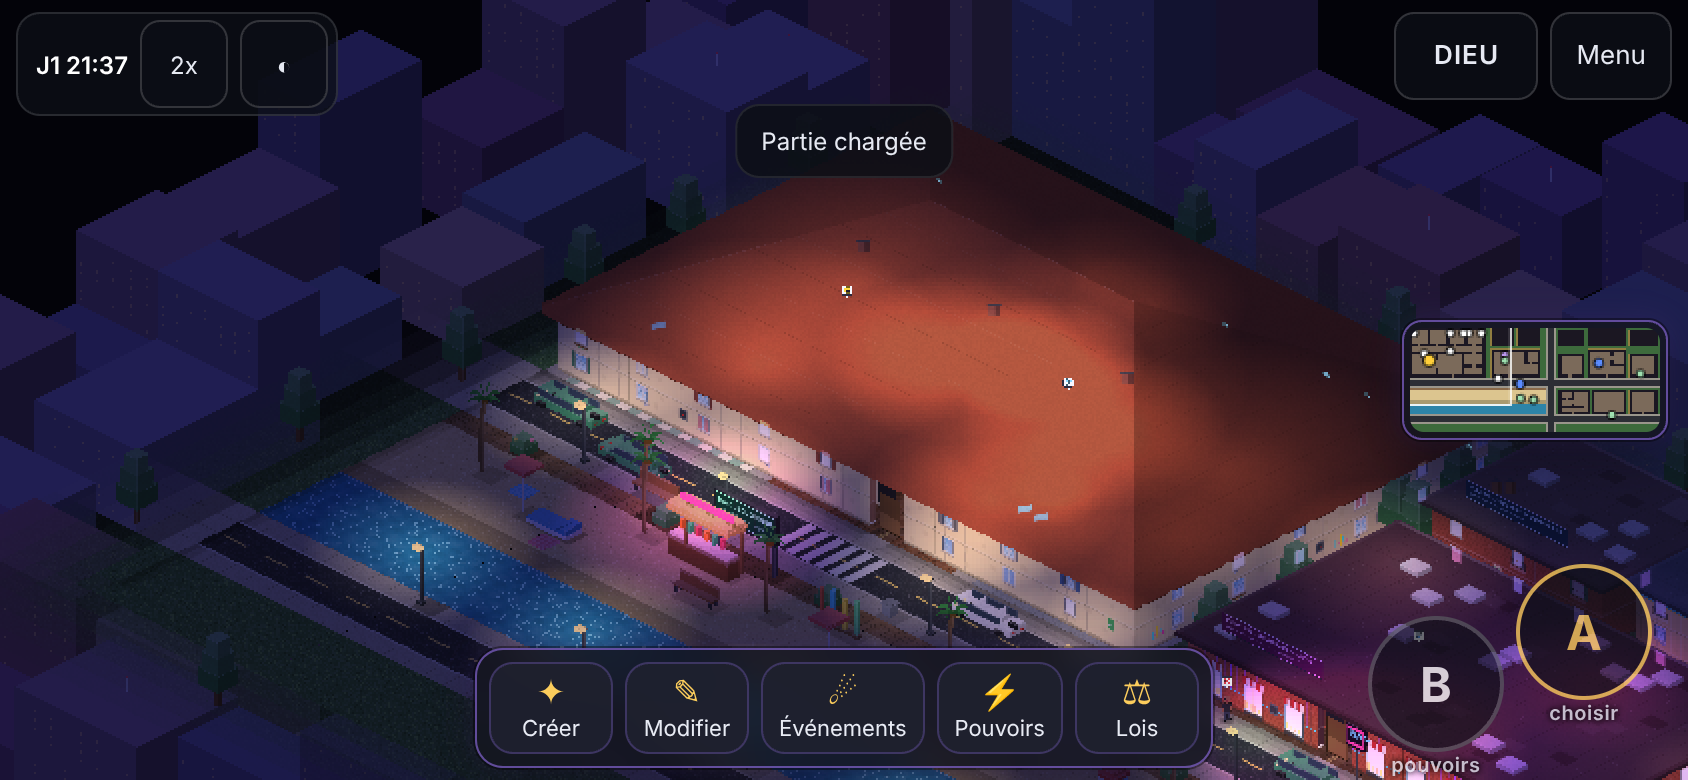 J1 21:37
2x
DIEU
Menu
Partie chargée
Créer
Modifier
Événements
Pouvoirs
Lois
A
choisir
B
pouvoirs